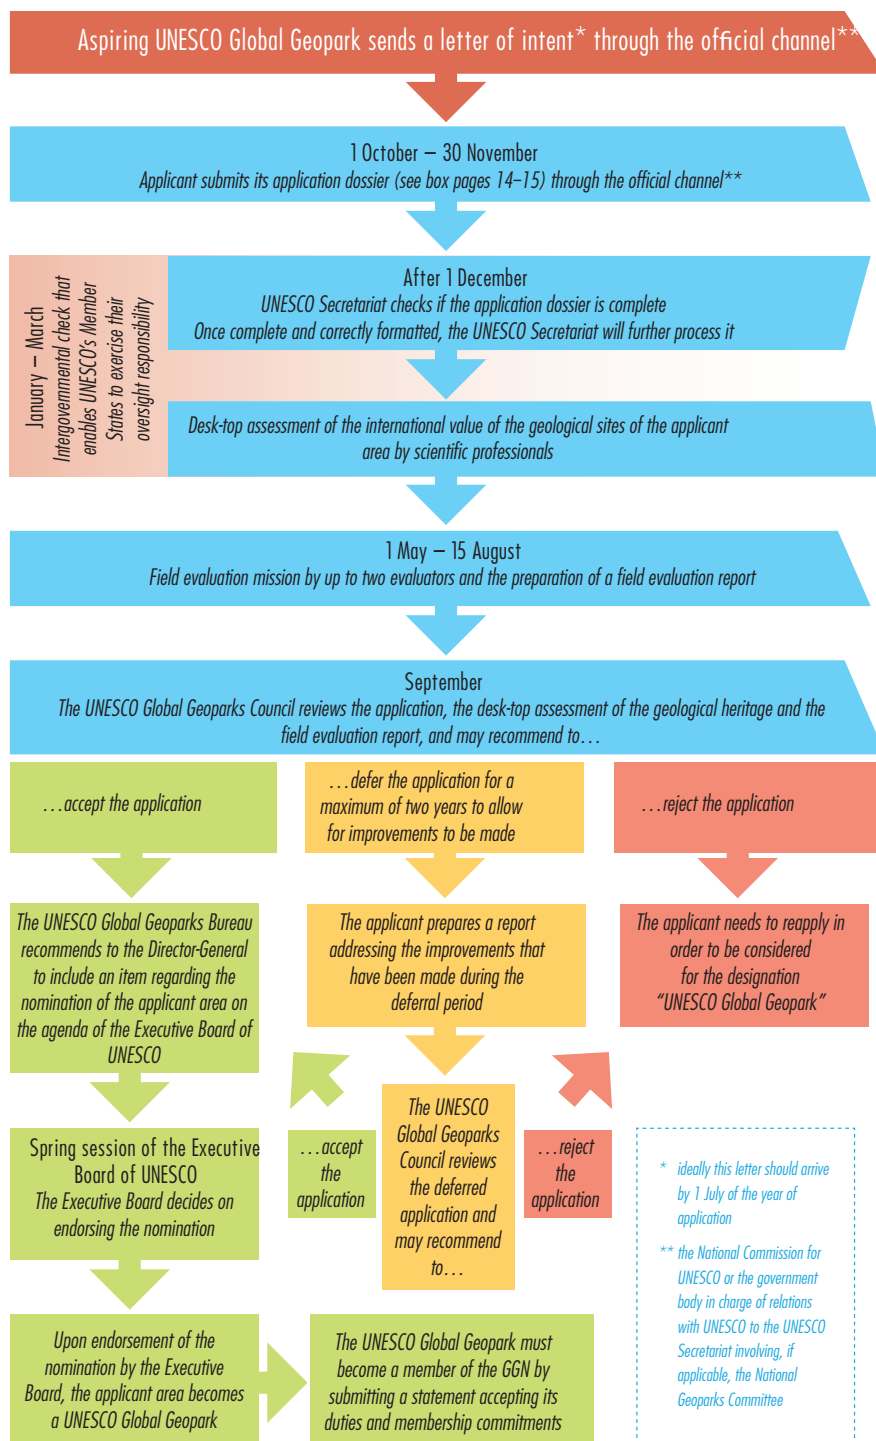 Aspiring UNESCO Global Geopark sends a letter of intent* through the official channel**
1 October – 30 November
Applicant submits its application dossier (see box pages 14–15) through the official channel**
January – March
Intergovernmental check that
enables UNESCO's Member
States to exercise their
oversight responsibility
After 1 December
UNESCO Secretariat checks if the application dossier is complete
Once complete and correctly formatted, the UNESCO Secretariat will further process it
Desk-top assessment of the international value of the geological sites of the applicant
area by scientific professionals
1 May – 15 August
Field evaluation mission by up to two evaluators and the preparation of a field evaluation report
September
The UNESCO Global Geoparks Council reviews the application, the desk-top assessment of the geological heritage and the
field evaluation report, and may recommend to…
…accept the application
…defer the application for a
maximum of two years to allow
for improvements to be made
…reject the application
The UNESCO Global Geoparks Bureau
recommends to the Director-General
to include an item regarding the
nomination of the applicant area on
the agenda of the Executive Board of
UNESCO
The applicant prepares a report
addressing the improvements that
have been made during the
deferral period
The applicant needs to reapply in
order to be considered
for the designation
“UNESCO Global Geopark”
Spring session of the Executive
Board of UNESCO
The Executive Board decides on
endorsing the nomination
…accept
the
application
The UNESCO
Global Geoparks
Council reviews
the deferred
application and
may recommend
to…
…reject
the
application
* ideally this letter should arrive
by 1 July of the year of
application
** the National Commission for
UNESCO or the government
body in charge of relations
with UNESCO to the UNESCO
Secretariat involving, if
applicable, the National
Geoparks Committee
Upon endorsement of the
nomination by the Executive
Board, the applicant area becomes
a UNESCO Global Geopark
The UNESCO Global Geopark must
become a member of the GGN by
submitting a statement accepting its
duties and membership commitments